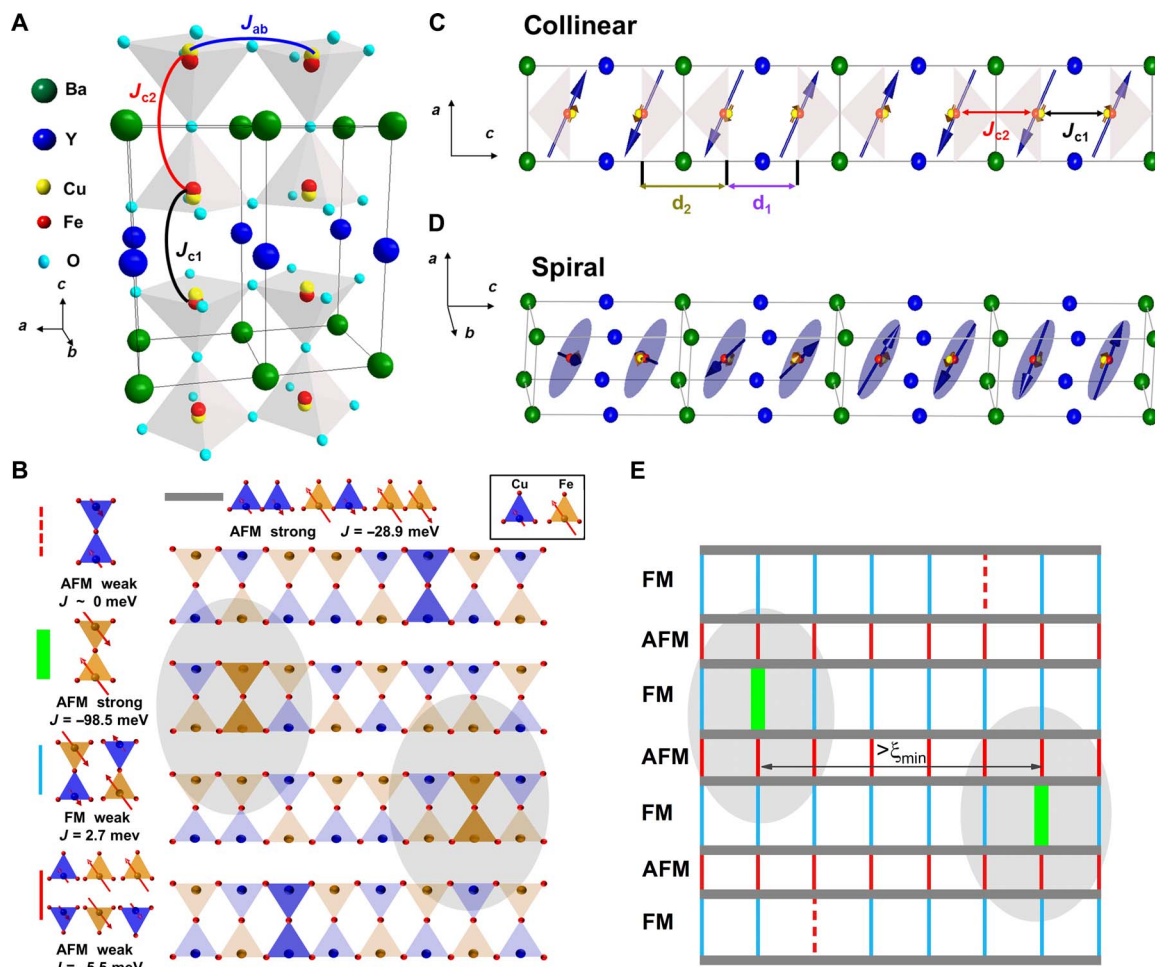 A
J_ab
J_c2
J_c1
Ba
Y
Cu
Fe
O
c
a
b
C
Collinear
a
c
J_c2
J_c1
d_2
d_1
D
Spiral
a
c
b
B
AFM weak
J ~ 0 meV
AFM strong
J = –98.5 meV
FM weak
J = 2.7 mev
AFM weak
AFM strong J = –28.9 meV
Cu Fe
E
FM
AFM
FM
AFM
FM
AFM
FM
>ξ_min